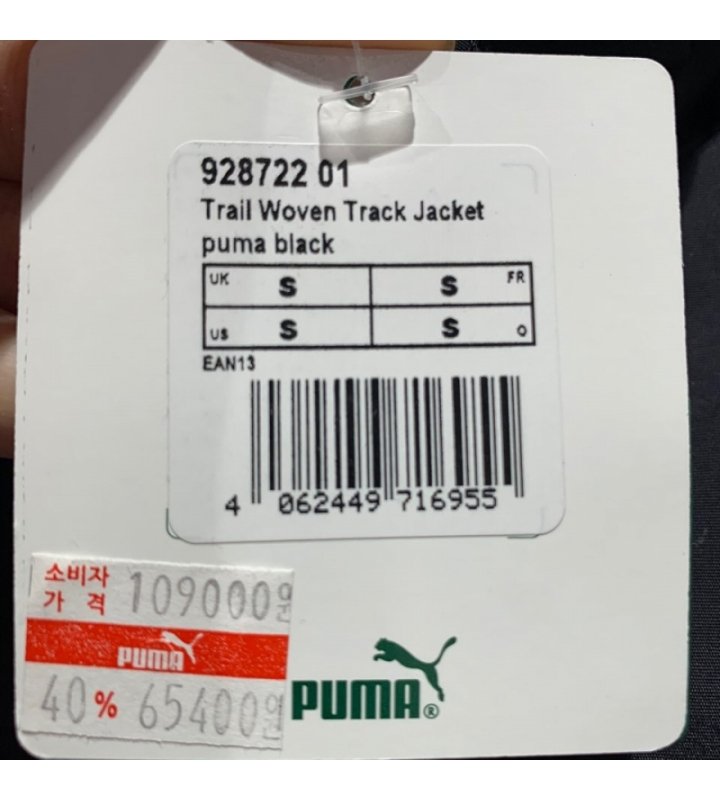 928722 01
Trail Woven Track Jacket
puma black
UK S S FR
US S S O
EAN13
4 062449 716955
소비자
가 격 109000원
PUMA
40% 65400원
PUMA®